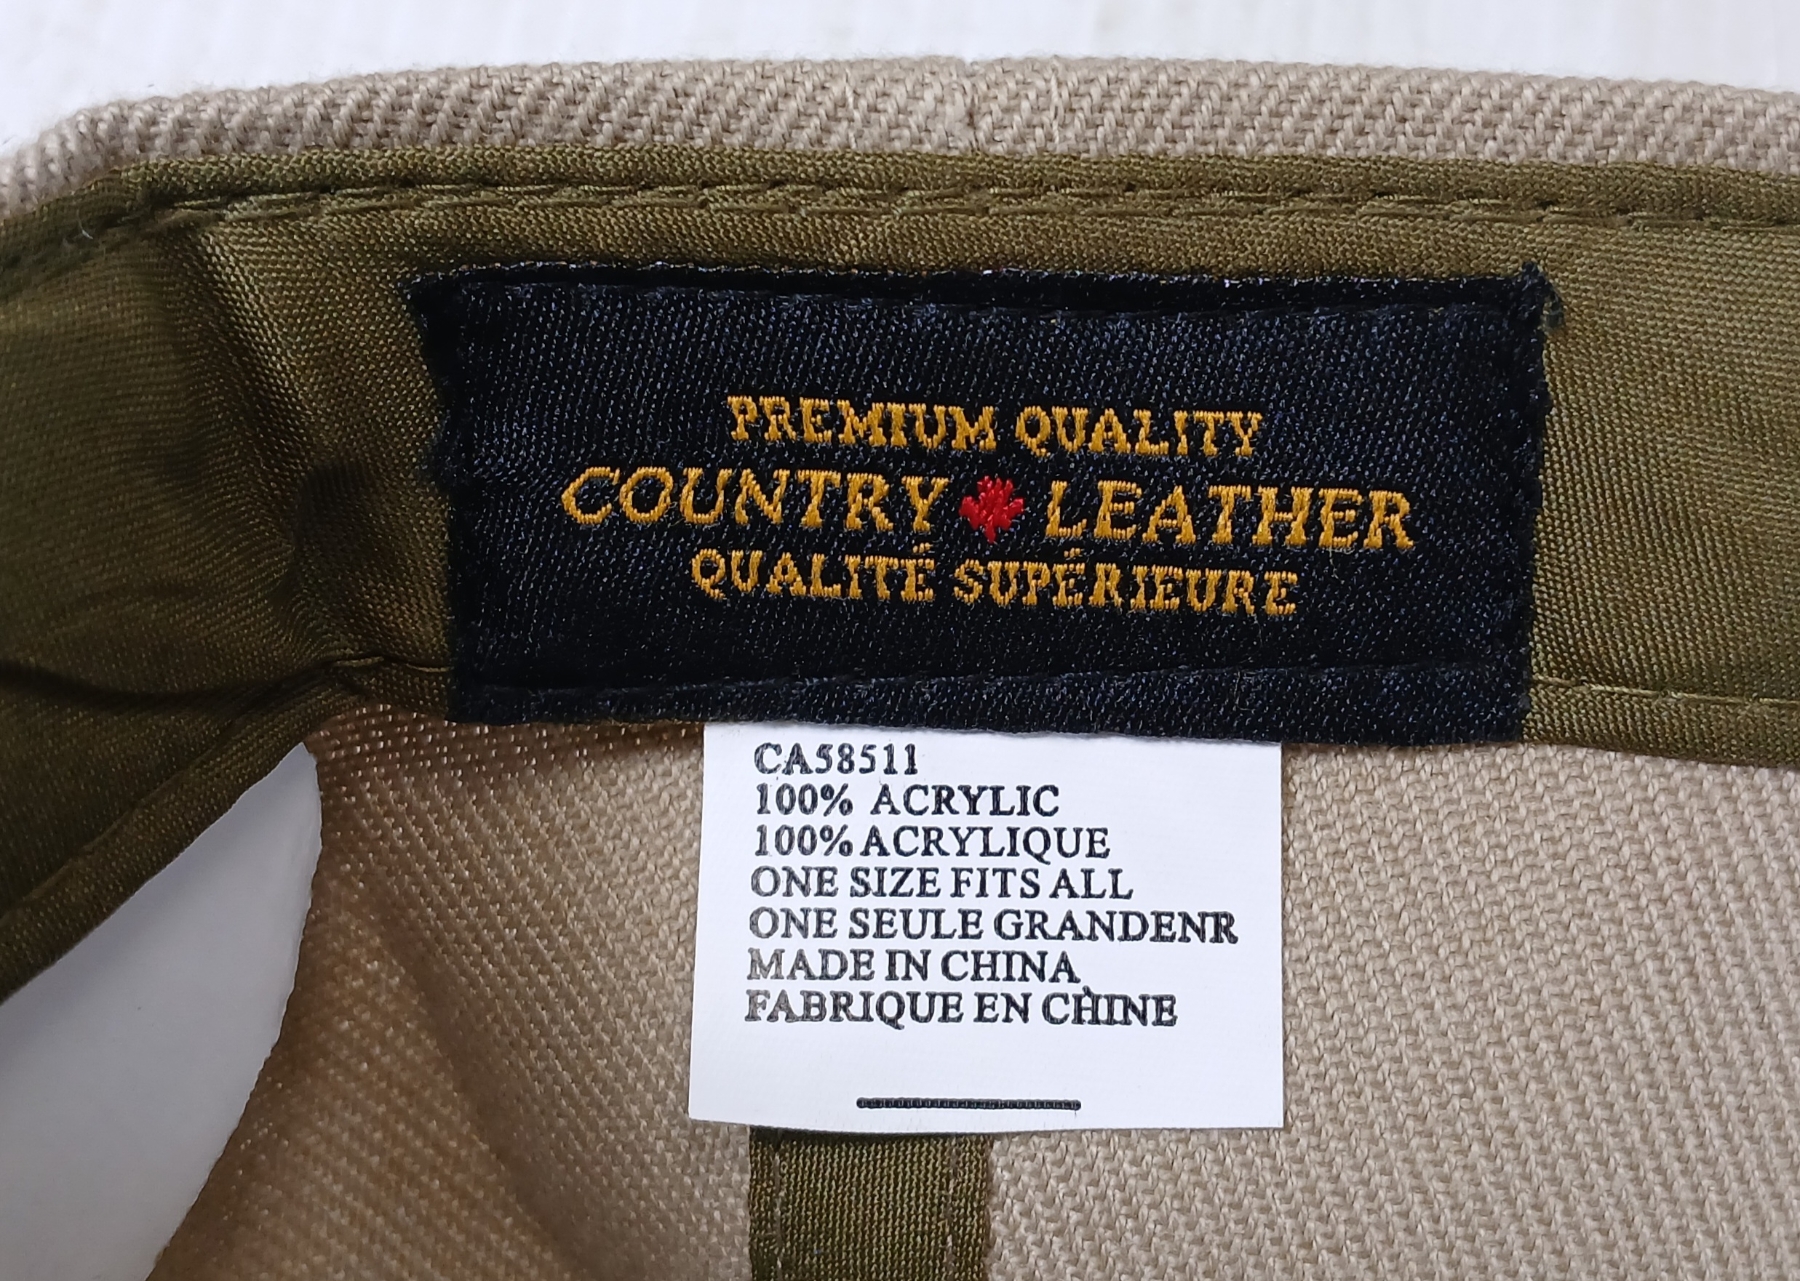 PREMIUM QUALITY
COUNTRY LEATHER
QUALITÉ SUPÉRIEURE
CA58511
100% ACRYLIC
100% ACRYLIQUE
ONE SIZE FITS ALL
ONE SEULE GRANDENR
MADE IN CHINA
FABRIQUE EN CHINE